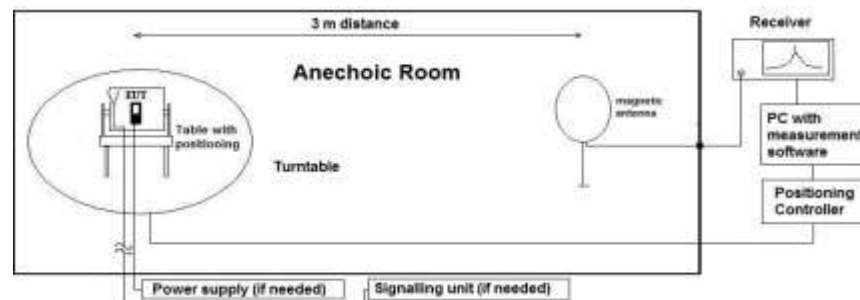 3 m distance
Receiver
Anechoic Room
EUT
Table with
positioning
magnetic
antenna
Turntable
PC with
measurement
software
Positioning
Controller
Power supply (if needed)
Signalling unit (if needed)